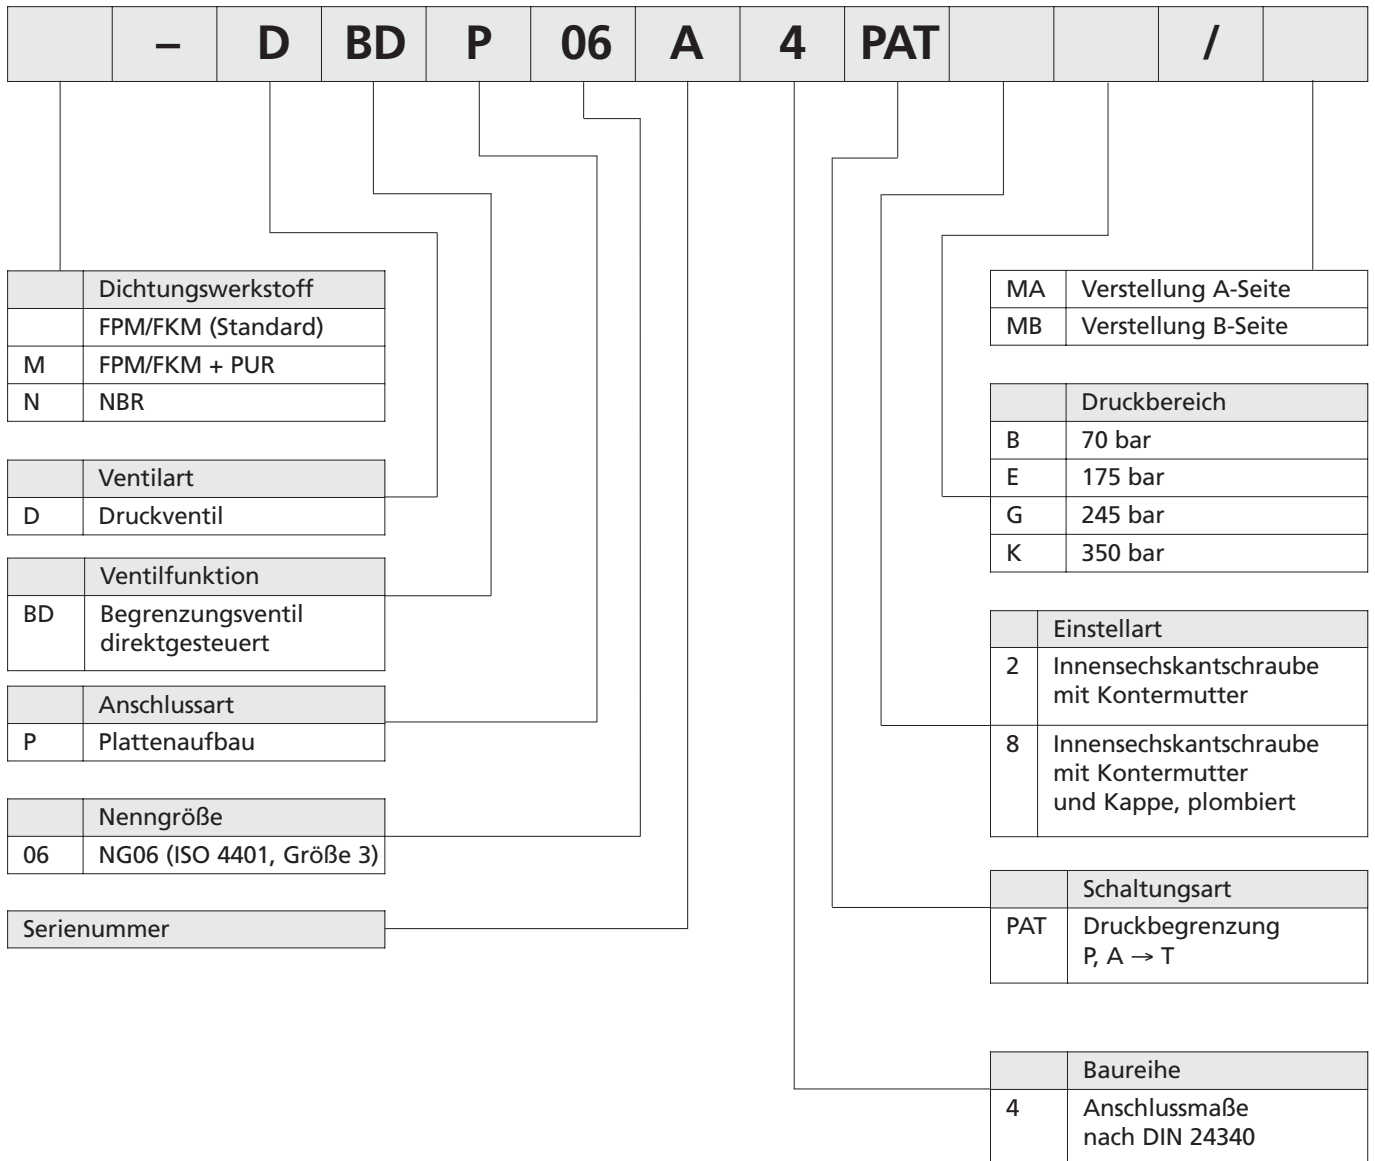 – D BD P 06 A 4 PAT /
Dichtungswerkstoff
FPM/FKM (Standard)
M FPM/FKM + PUR
N NBR
Ventilart
D Druckventil
Ventilfunktion
BD Begrenzungsventil
direktgesteuert
Anschlussart
P Plattenaufbau
Nenngröße
06 NG06 (ISO 4401, Größe 3)
Serienummer
MA Verstellung A-Seite
MB Verstellung B-Seite
Druckbereich
B 70 bar
E 175 bar
G 245 bar
K 350 bar
Einstellart
2 Innensechskantschraube
mit Kontermutter
8 Innensechskantschraube
mit Kontermutter
und Kappe, plombiert
Schaltungsart
PAT Druckbegrenzung
P, A → T
Baureihe
4 Anschlussmaße
nach DIN 24340